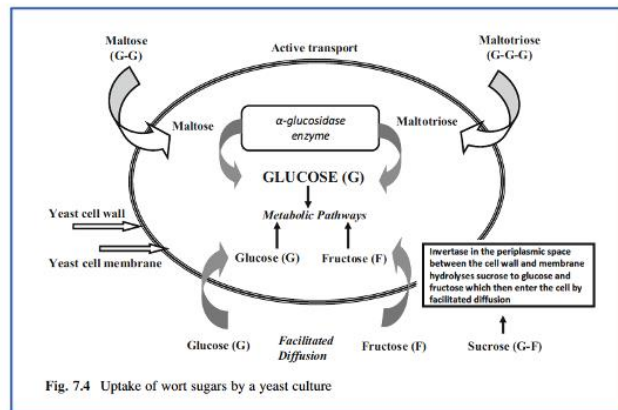 Maltose
(G-G)
Active transport
Maltotriose
(G-G-G)
Maltose
α-glucosidase
enzyme
Maltotriose
GLUCOSE (G)
Metabolic Pathways
Yeast cell wall
Yeast cell membrane
Glucose (G)
Fructose (F)
Invertase in the periplasmic space
between the cell wall and membrane
hydrolyses sucrose to glucose and
fructose which then enter the cell by
facilitated diffusion
Glucose (G)
Facilitated
Diffusion
Fructose (F)
Sucrose (G-F)
Fig. 7.4 Uptake of wort sugars by a yeast culture